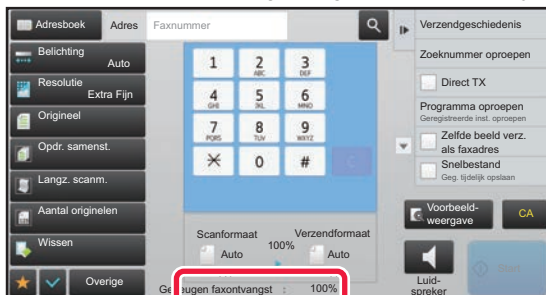 Adresboek
Adres
Faxnummer
Verzendgeschiedenis
Belichting
Auto
Zoeknummer oproepen
Resolutie
Extra Fijn
Direct TX
Origineel
Programma oproepen
Geregistreerde inst. oproepen
Opdr. samenst.
Zelfde beeld verz.
als faxadres
Langz. scanm.
Snelbestand
Geg. tijdelijk opslaan
Aantal originelen
Wissen
Overige
1 2 3
ABC DEF
4 5 6
GHI JKL MNO
7 8 9
PQRS TUV WXYZ
0 #
C
Scanformaat
100%
Verzendformaat
Auto
Auto
Voorbeeld-
weergave
CA
Luid-
spreker
Start
eugen faxontvangst : 100%